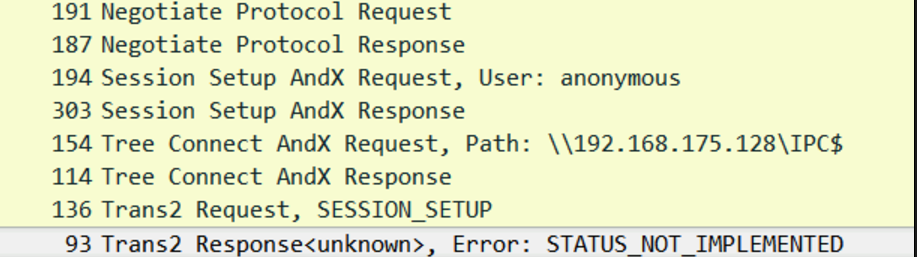 191 Negotiate Protocol Request
187 Negotiate Protocol Response
194 Session Setup AndX Request, User: anonymous
303 Session Setup AndX Response
154 Tree Connect AndX Request, Path: \\192.168.175.128\IPC$
114 Tree Connect AndX Response
136 Trans2 Request, SESSION_SETUP
93 Trans2 Response<unknown>, Error: STATUS_NOT_IMPLEMENTED